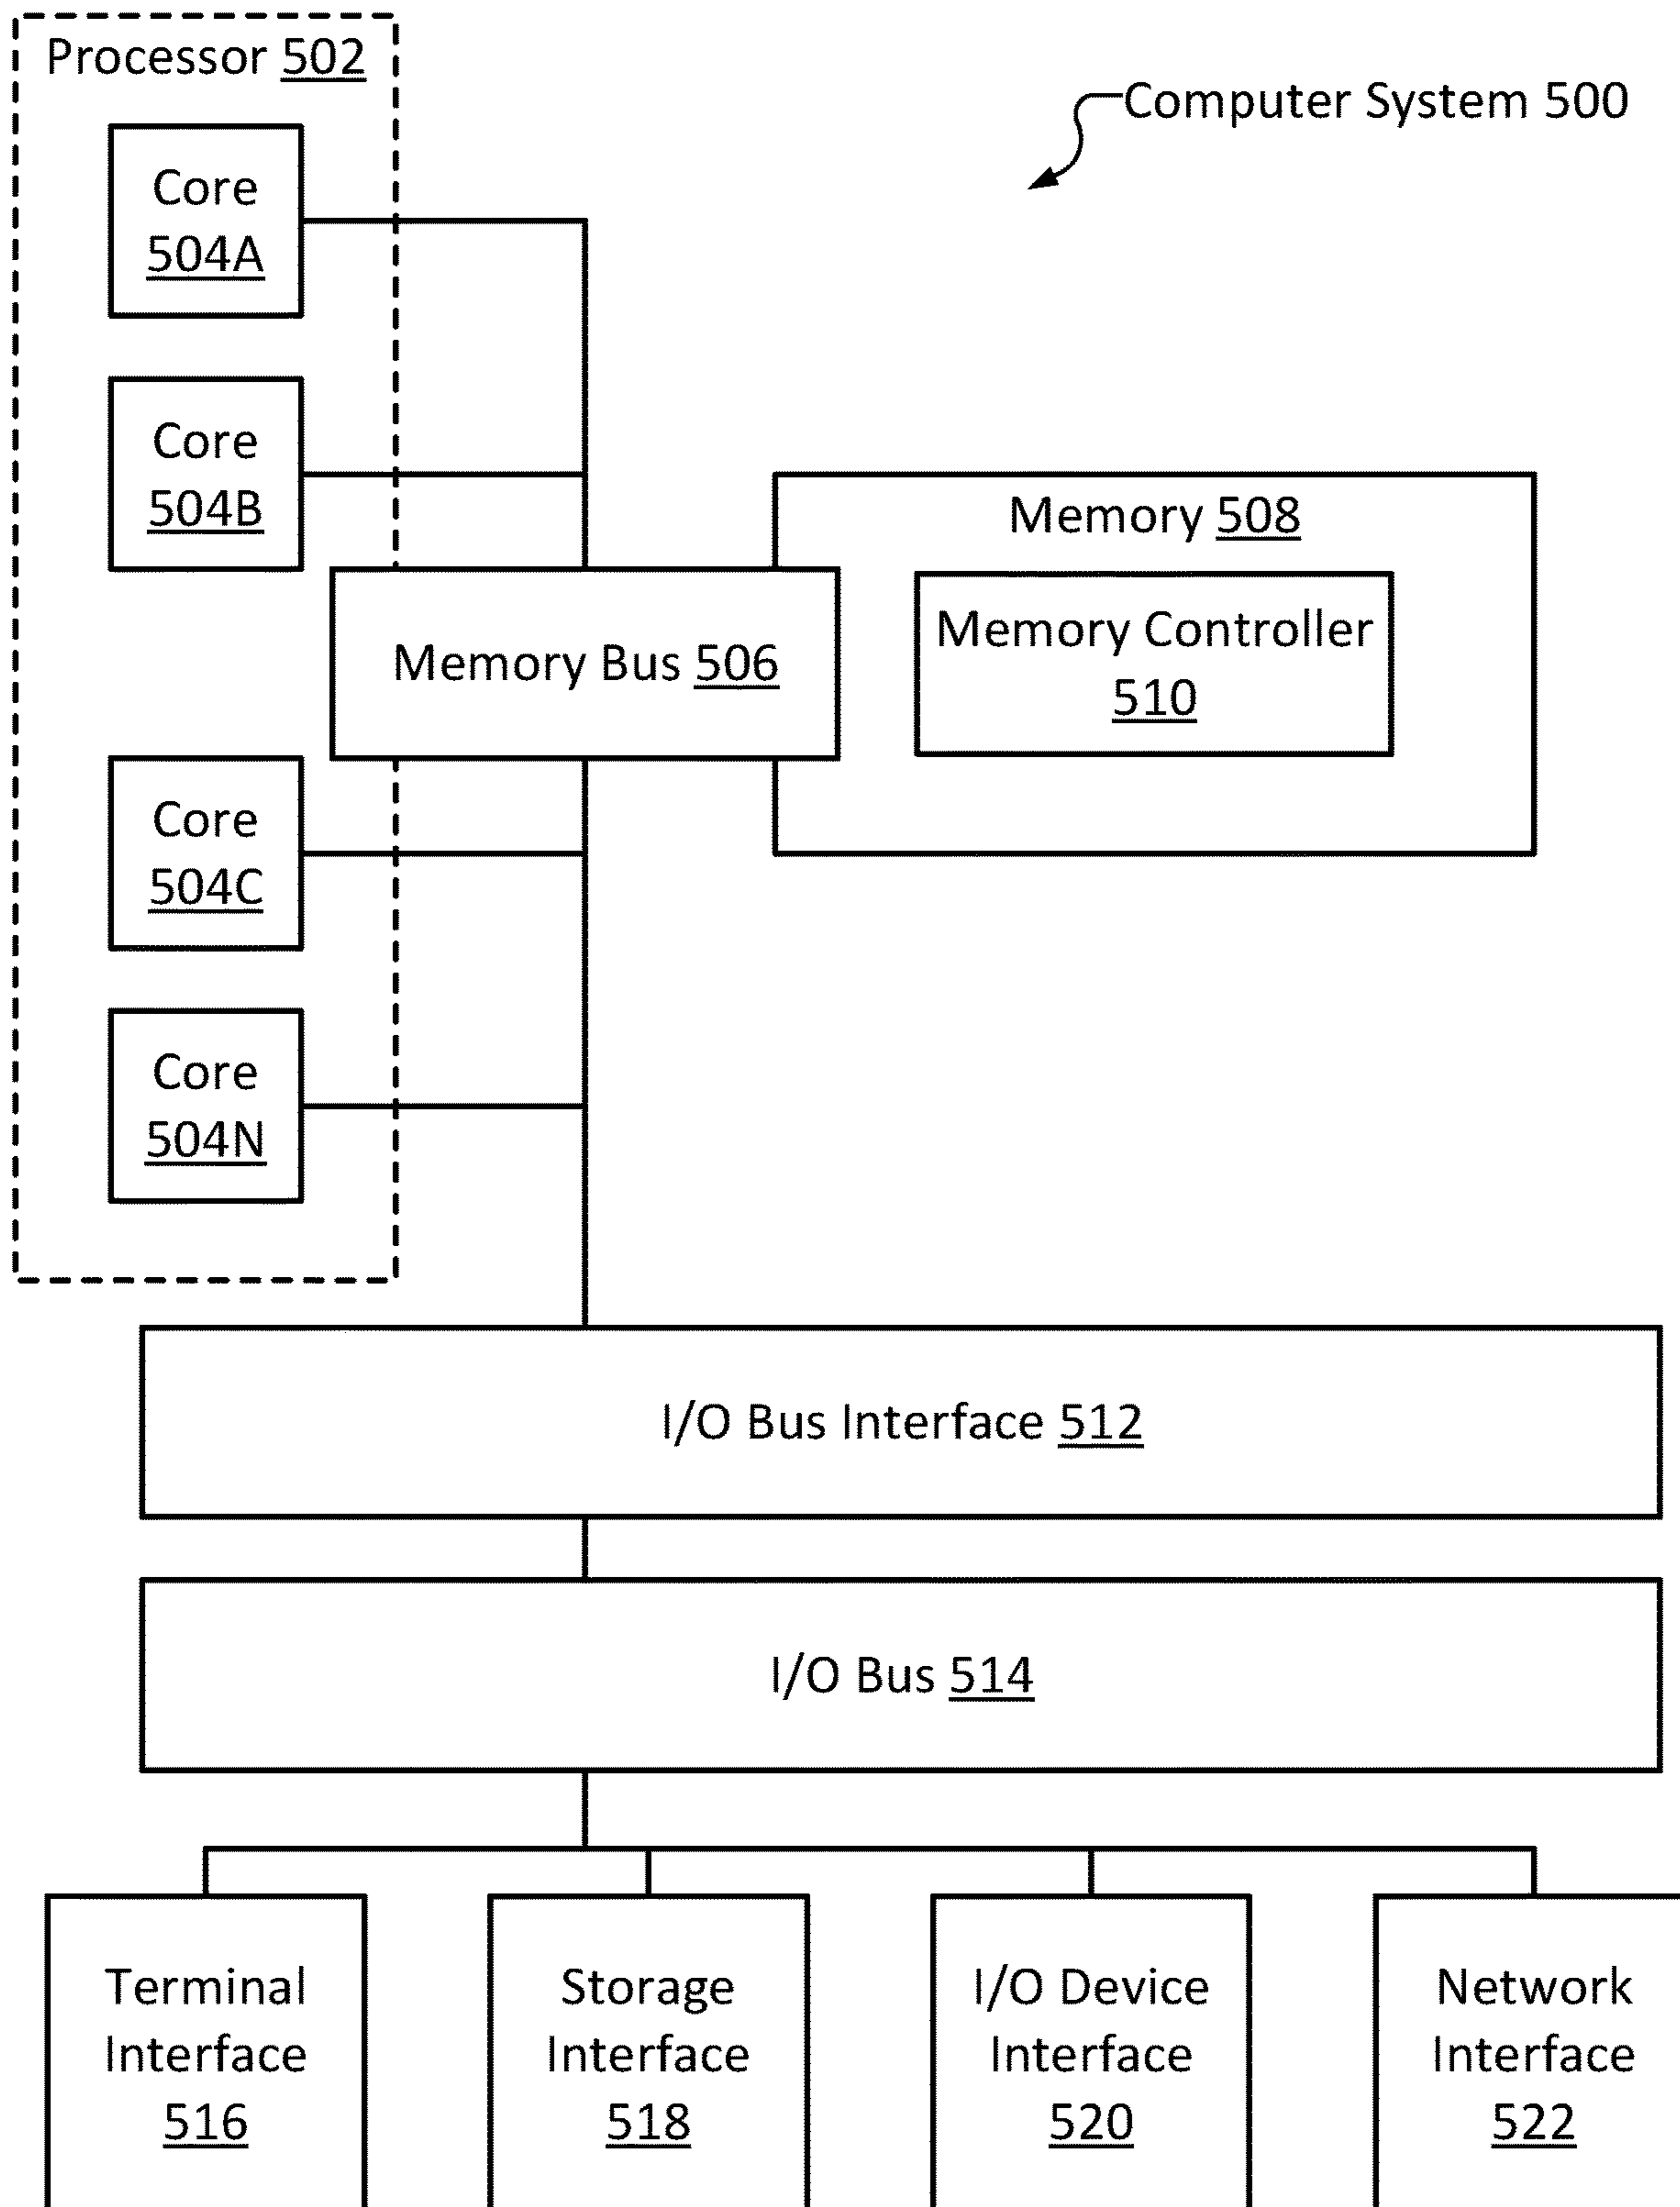 Processor 502
Computer System 500
Core
504A
Core
504B
Memory 508
Memory Controller
510
Memory Bus 506
Core
504C
Core
504N
I/O Bus Interface 512
I/O Bus 514
Terminal
Interface
516
Storage
Interface
518
I/O Device
Interface
520
Network
Interface
522